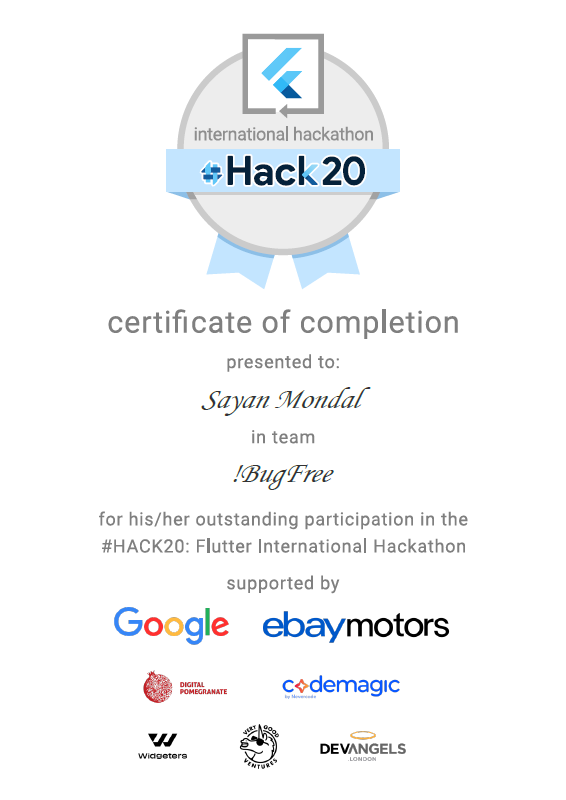 international hackathon
#Hack20
certificate of completion
presented to:
Sayan Mondal
in team
!BugFree
for his/her outstanding participation in the
#HACK20: Flutter International Hackathon
supported by
Google ebaymotors
DIGITAL
POMEGRANATE
codemagic
by Nevercode
Widgeters
VERY GOOD
VENTURES
DEVANGELS
.LONDON